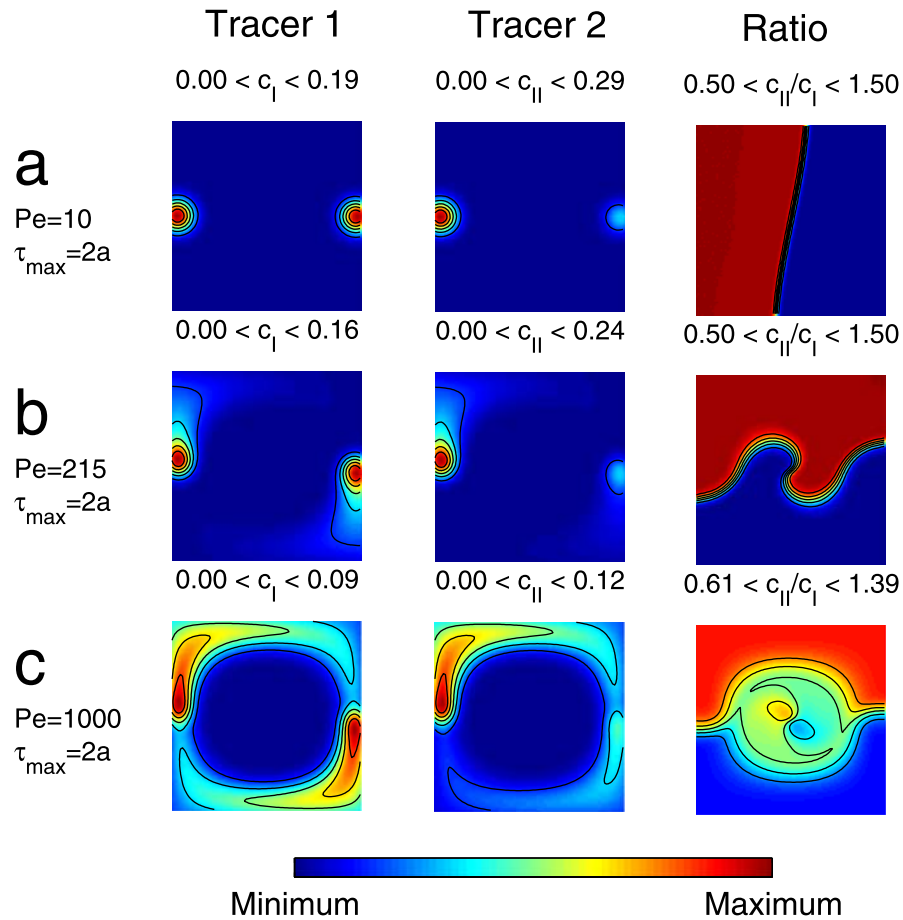 Tracer 1 Tracer 2 Ratio
0.00 < c_I < 0.19 0.00 < c_II < 0.29 0.50 < c_II/c_I < 1.50
a
Pe=10
τ_max=2a
0.00 < c_I < 0.16 0.00 < c_II < 0.24 0.50 < c_II/c_I < 1.50
b
Pe=215
τ_max=2a
0.00 < c_I < 0.09 0.00 < c_II < 0.12 0.61 < c_II/c_I < 1.39
c
Pe=1000
τ_max=2a
Minimum Maximum